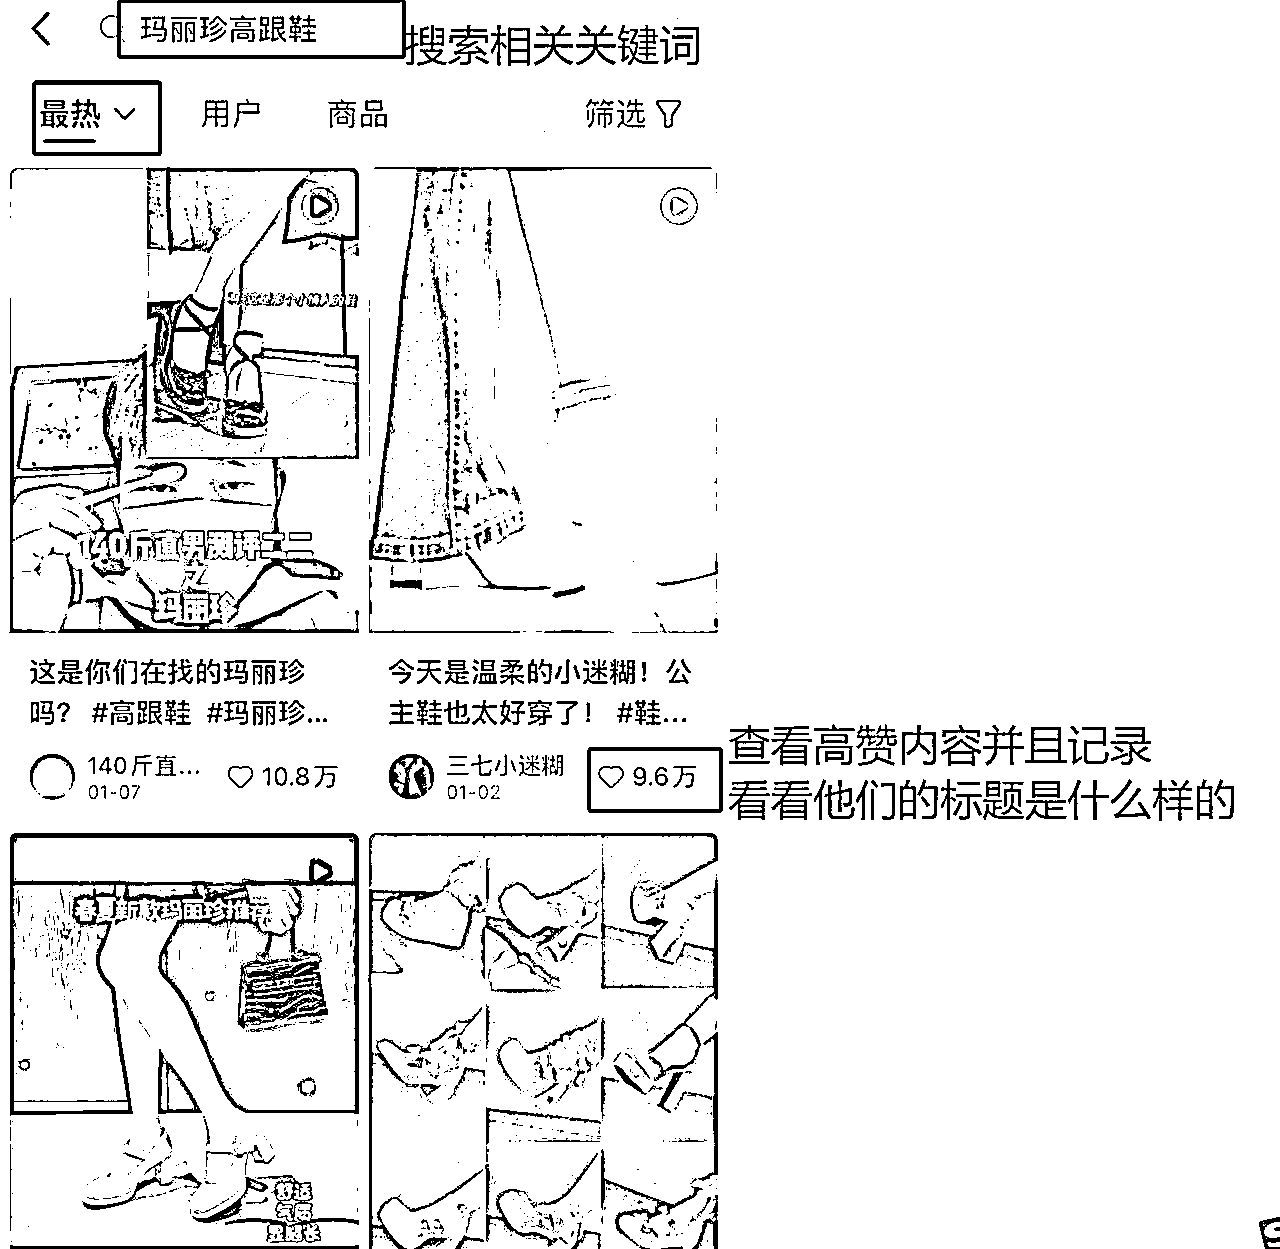 玛丽珍高跟鞋
搜索相关关键词
最热
用户
商品
筛选
140斤直男测评
之
玛丽珍
这是你们在找的玛丽珍
吗？ #高跟鞋 #玛丽珍...
140斤直...
01-07
10.8万
今天是温柔的小迷糊！公
主鞋也太好穿了！ #鞋...
三七小迷糊
01-02
9.6万
查看高赞内容并且记录
看看他们的标题是什么样的
春夏新款玛丽珍推荐
舒适
气质
显腿长